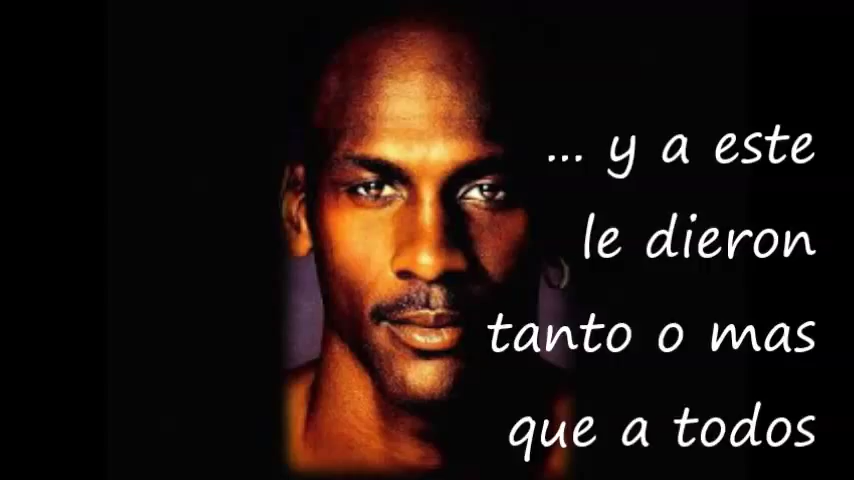 ... y a este
le dieron
tanto o mas
que a todos